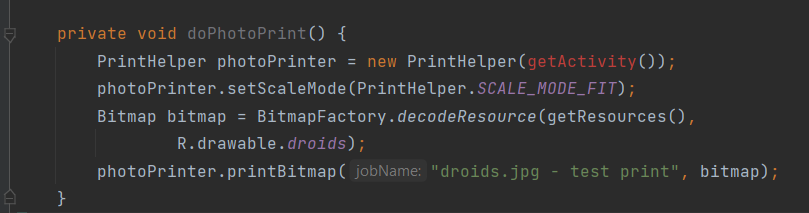 private void doPhotoPrint() {
    PrintHelper photoPrinter = new PrintHelper(getActivity());
    photoPrinter.setScaleMode(PrintHelper.SCALE_MODE_FIT);
    Bitmap bitmap = BitmapFactory.decodeResource(getResources(),
            R.drawable.droids);
    photoPrinter.printBitmap( jobName: "droids.jpg - test print", bitmap);
}